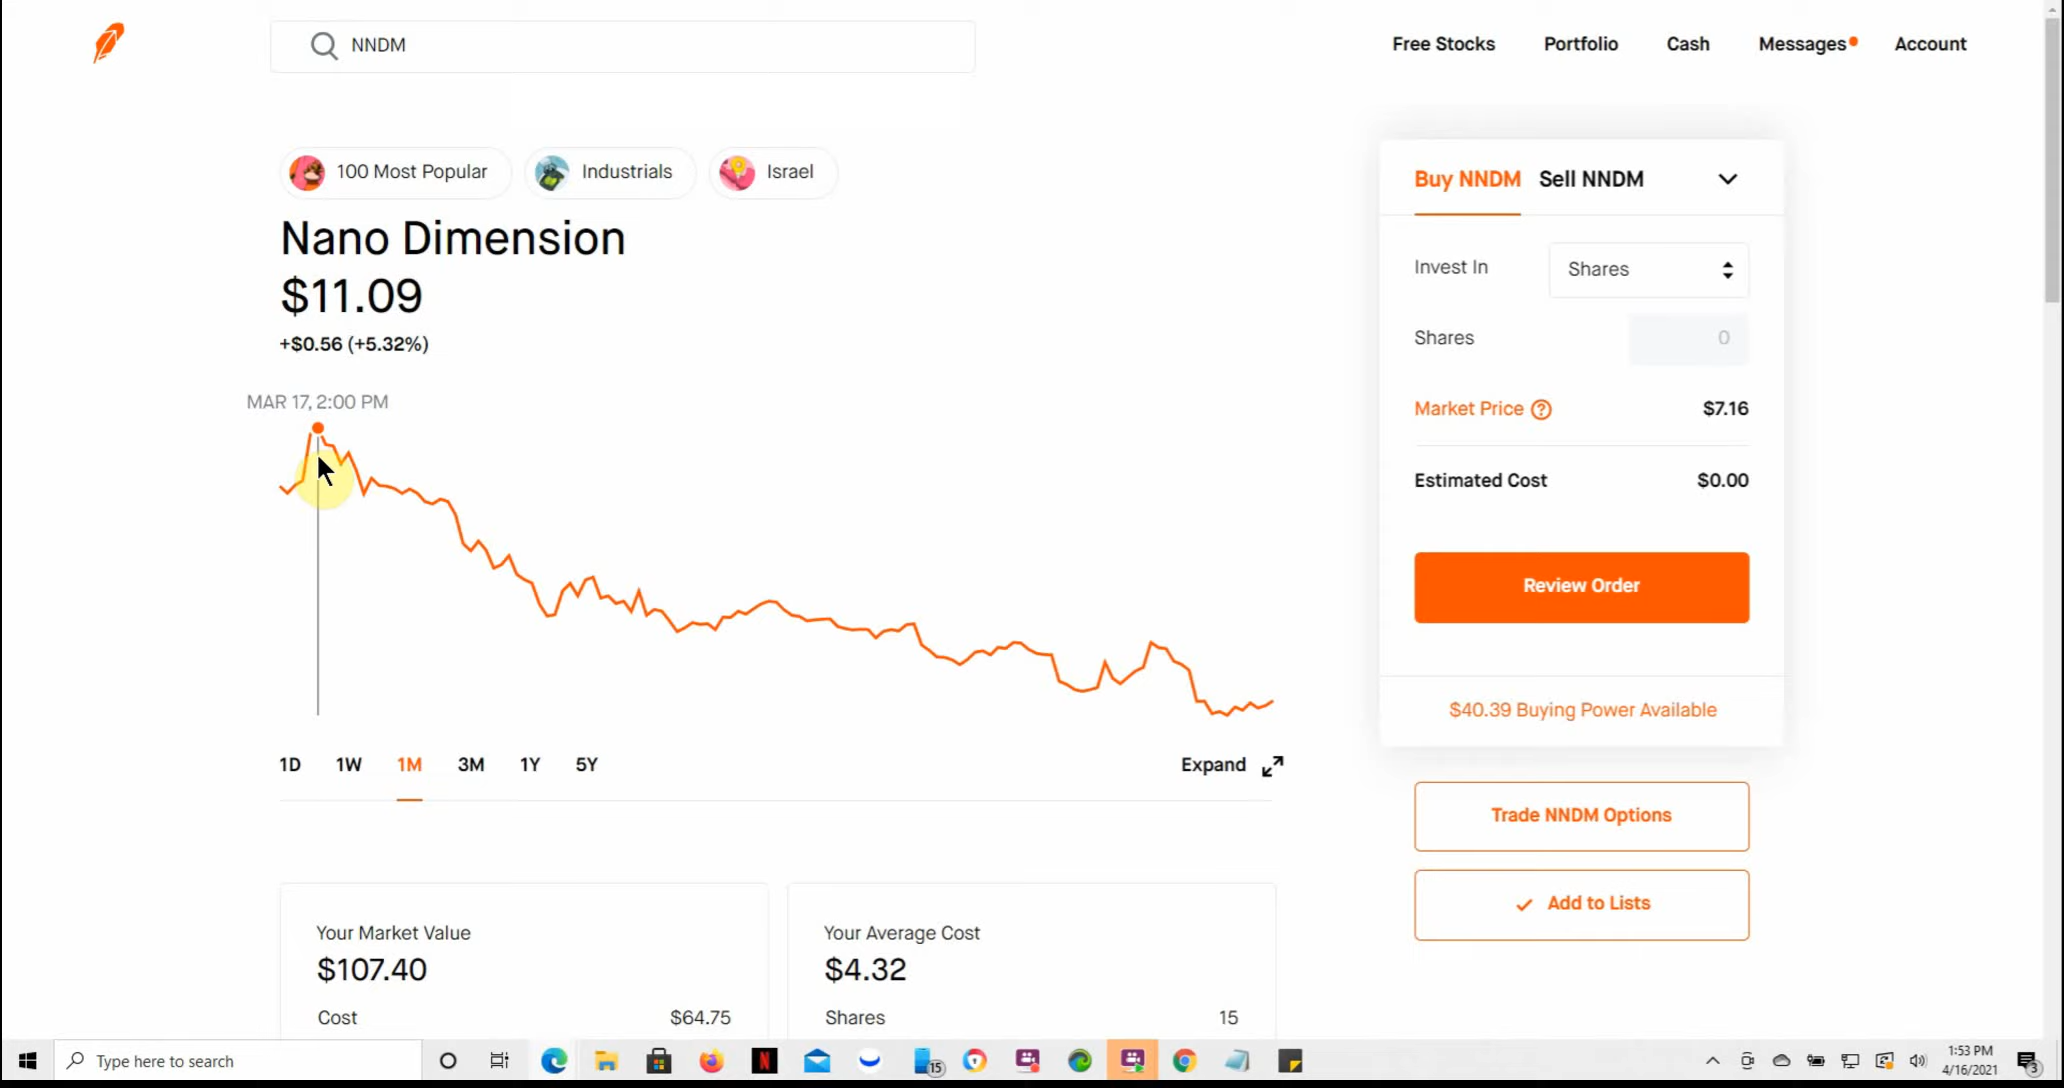 NNDM
Free Stocks Portfolio Cash Messages Account
100 Most Popular Industrials Israel
Nano Dimension
$11.09
+$0.56 (+5.32%)
MAR 17, 2:00 PM
1D 1W 1M 3M 1Y 5Y Expand
Your Market Value
$107.40
Cost $64.75
Your Average Cost
$4.32
Shares 15
Buy NNDM Sell NNDM
Invest In Shares
Shares 0
Market Price ? $7.16
Estimated Cost $0.00
Review Order
$40.39 Buying Power Available
Trade NNDM Options
Add to Lists
Type here to search
N
15
1:53 PM
4/16/2021
3